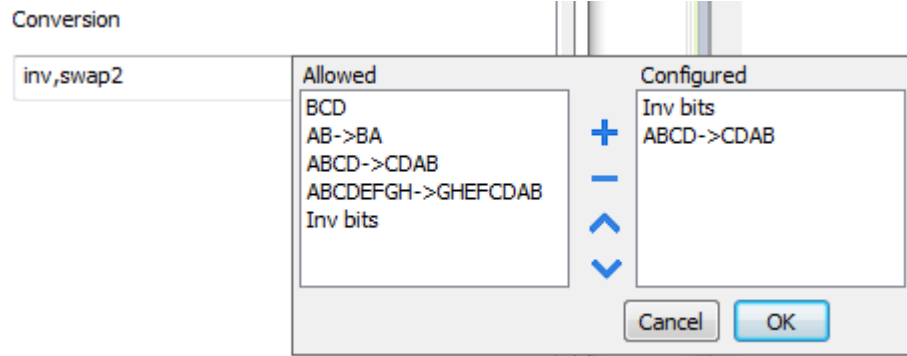 Conversion
inv,swap2
Allowed
BCD
AB->BA
ABCD->CDAB
ABCDEFGH->GHEFCDAB
Inv bits
Configured
Inv bits
ABCD->CDAB
Cancel
OK